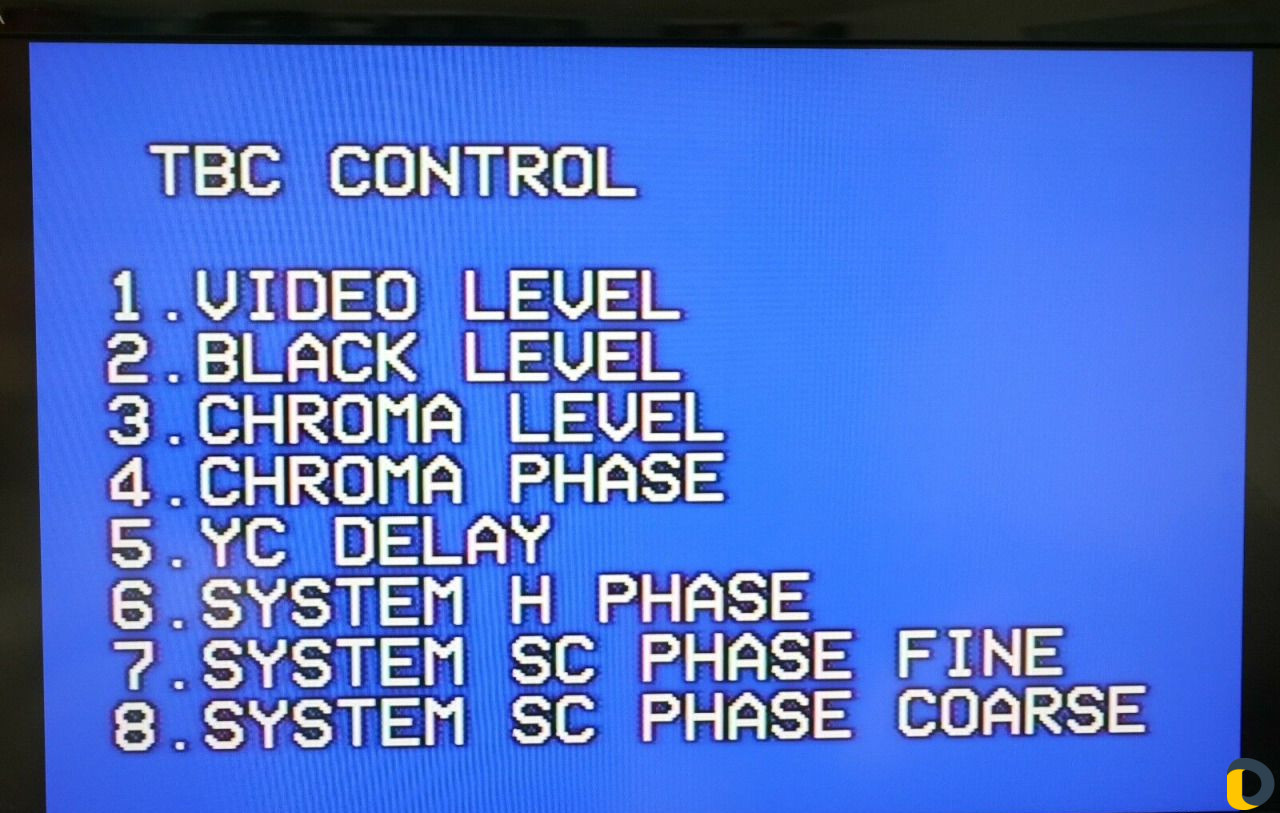 TBC CONTROL
1.VIDEO LEVEL
2.BLACK LEVEL
3.CHROMA LEVEL
4.CHROMA PHASE
5.YC DELAY
6.SYSTEM H PHASE
7.SYSTEM SC PHASE FINE
8.SYSTEM SC PHASE COARSE